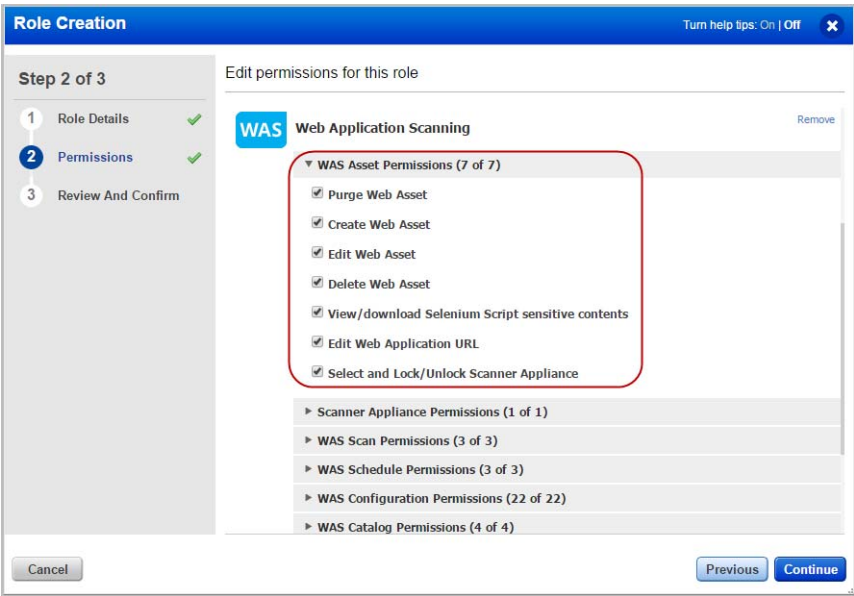 Role Creation
Turn help tips: On | Off
Step 2 of 3
1 Role Details
2 Permissions
3 Review And Confirm
Edit permissions for this role
WAS Web Application Scanning
Remove
WAS Asset Permissions (7 of 7)
Purge Web Asset
Create Web Asset
Edit Web Asset
Delete Web Asset
View/download Selenium Script sensitive contents
Edit Web Application URL
Select and Lock/Unlock Scanner Appliance
Scanner Appliance Permissions (1 of 1)
WAS Scan Permissions (3 of 3)
WAS Schedule Permissions (3 of 3)
WAS Configuration Permissions (22 of 22)
WAS Catalog Permissions (4 of 4)
Cancel
Previous
Continue